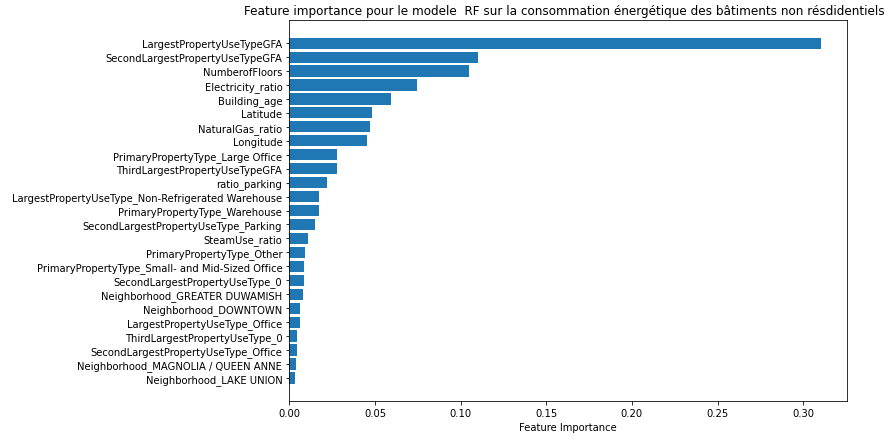 Feature importance pour le modele  RF sur la consommation énergétique des bâtiments non résdidentiels
LargestPropertyUseTypeGFA
SecondLargestPropertyUseTypeGFA
NumberofFloors
Electricity_ratio
Building_age
Latitude
NaturalGas_ratio
Longitude
PrimaryPropertyType_Large Office
ThirdLargestPropertyUseTypeGFA
ratio_parking
LargestPropertyUseType_Non-Refrigerated Warehouse
PrimaryPropertyType_Warehouse
SecondLargestPropertyUseType_Parking
SteamUse_ratio
PrimaryPropertyType_Other
PrimaryPropertyType_Small- and Mid-Sized Office
SecondLargestPropertyUseType_0
Neighborhood_GREATER DUWAMISH
Neighborhood_DOWNTOWN
LargestPropertyUseType_Office
ThirdLargestPropertyUseType_0
SecondLargestPropertyUseType_Office
Neighborhood_MAGNOLIA / QUEEN ANNE
Neighborhood_LAKE UNION
0.00 0.05 0.10 0.15 0.20 0.25 0.30
Feature Importance